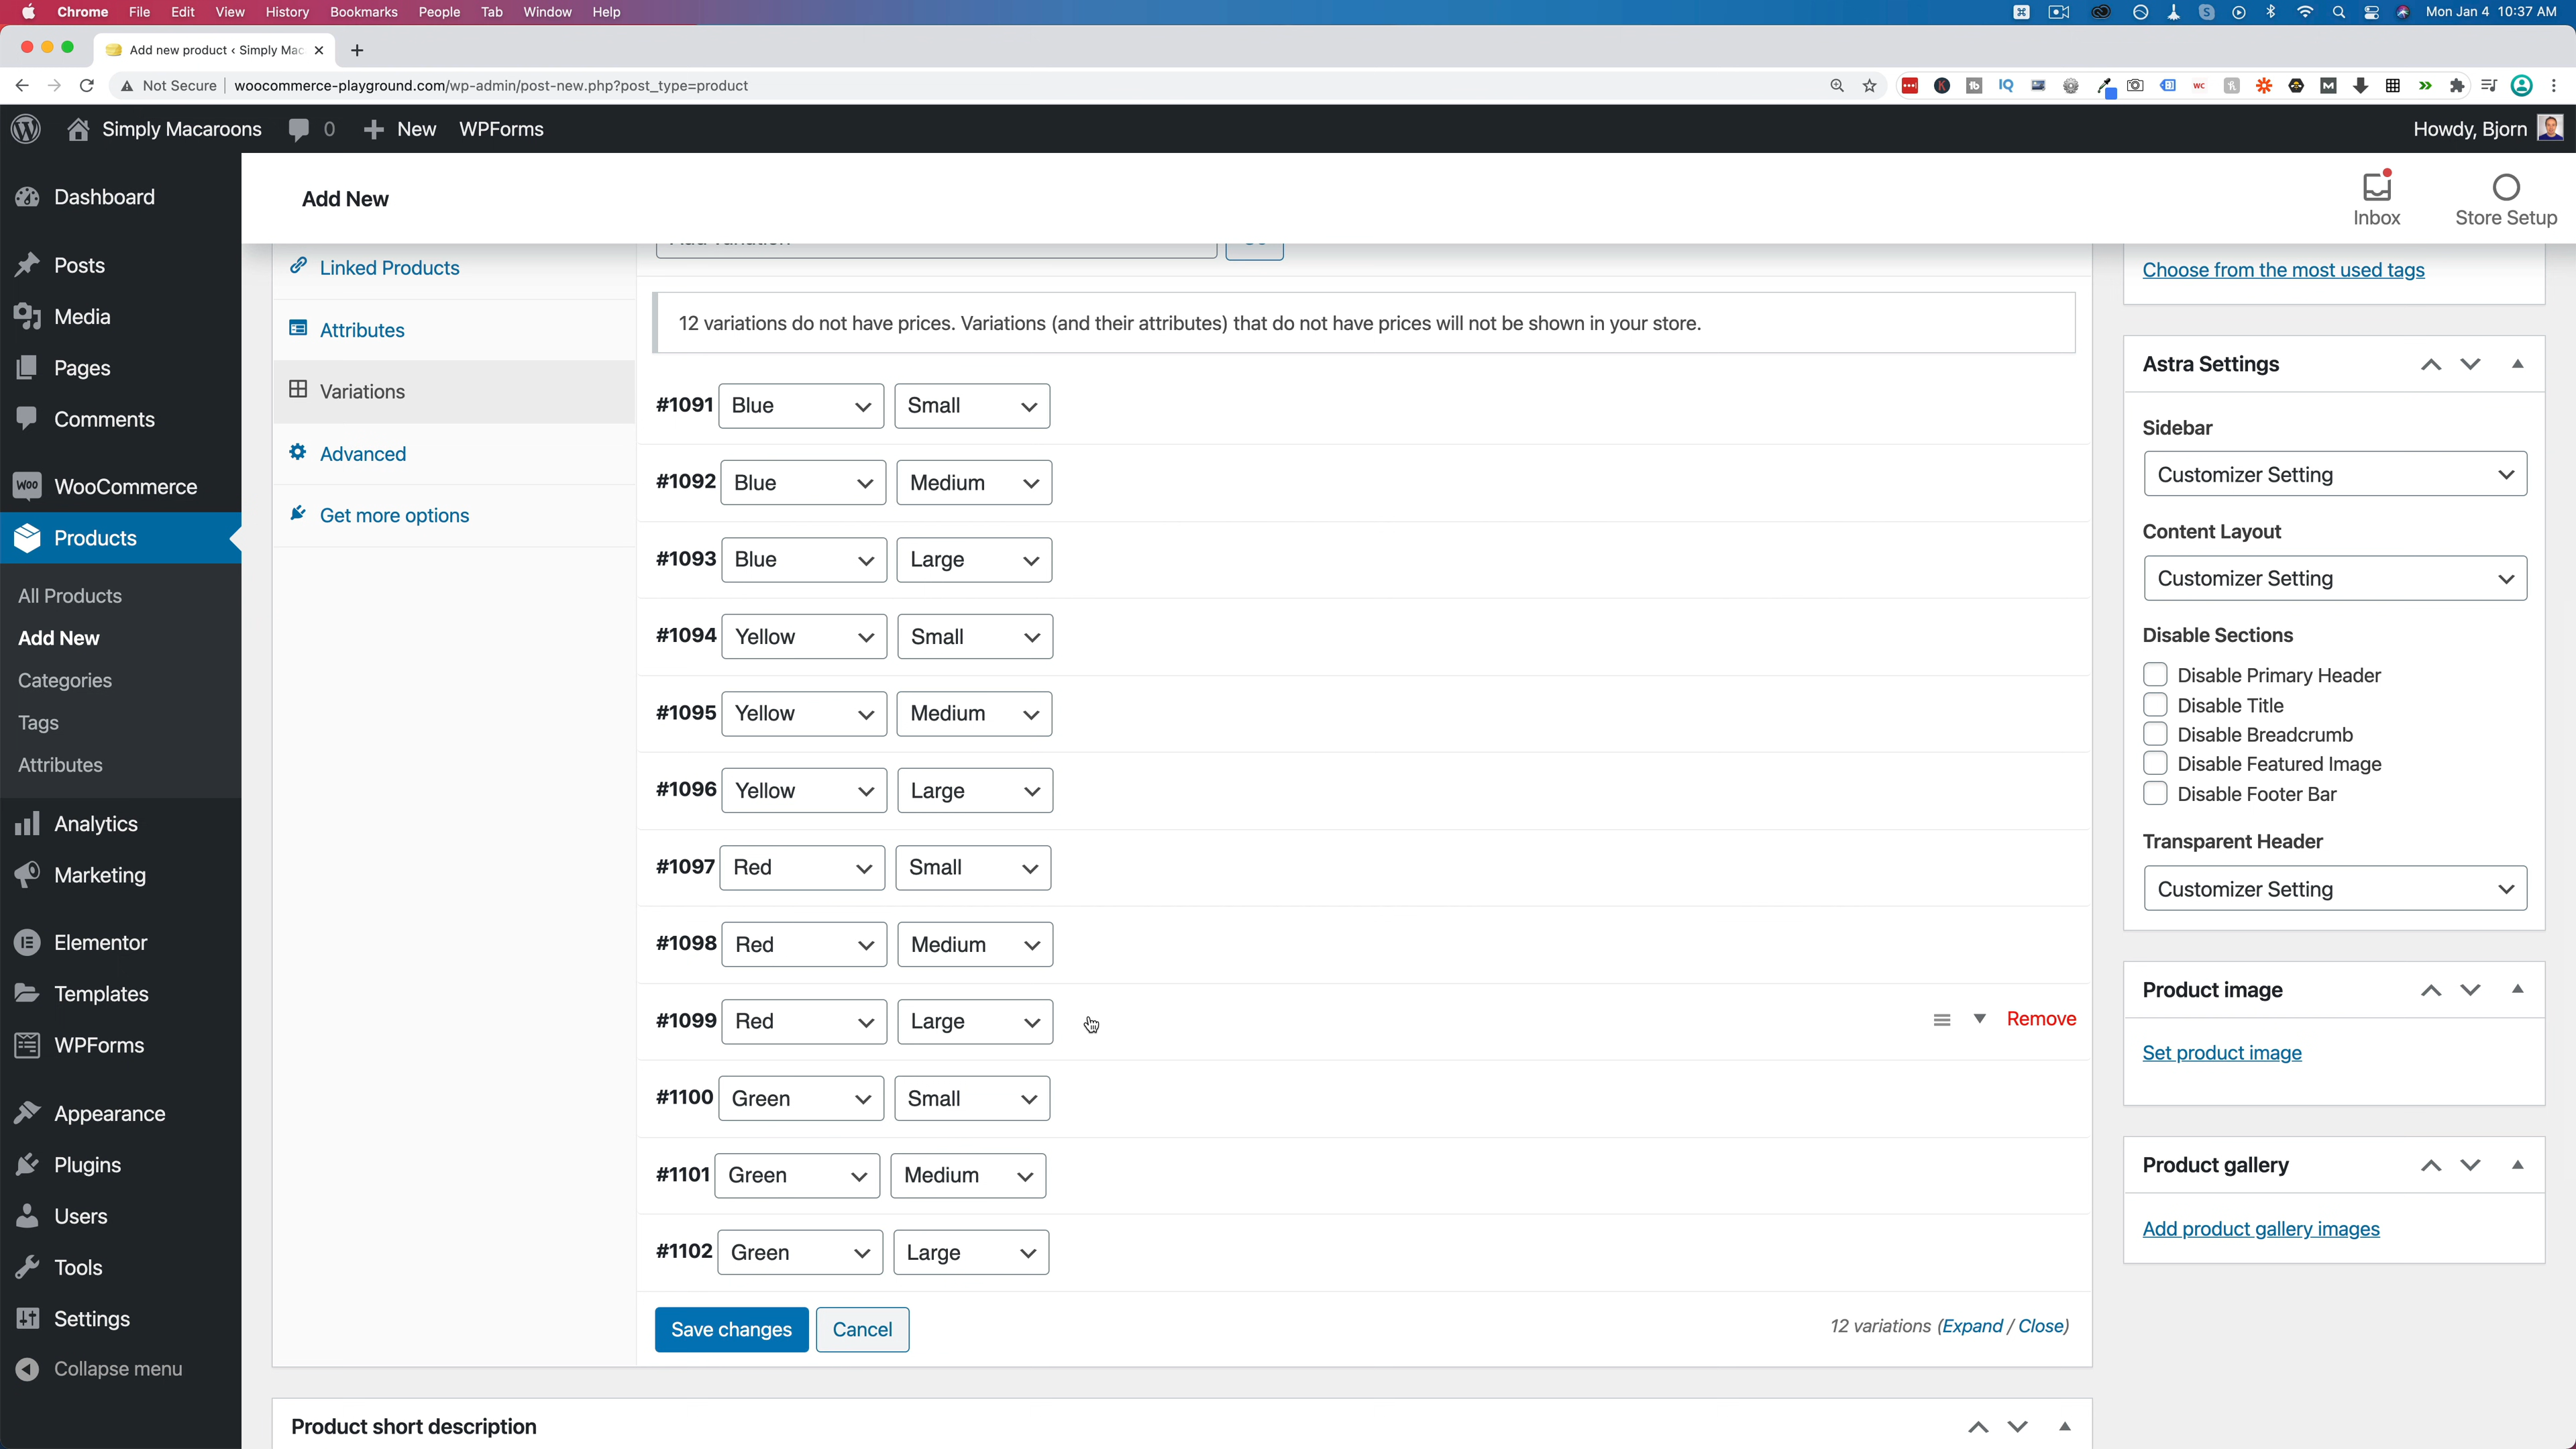 Chrome File Edit View History Bookmarks People Tab Window Help Mon Jan 4 10:37 AM
Add new product ‹ Simply Mac
Not Secure | woocommerce-playground.com/wp-admin/post-new.php?post_type=product
Simply Macaroons 0 New WPForms Howdy, Bjorn
Add New
Inbox
Store Setup
Dashboard
Posts
Media
Pages
Comments
WooCommerce
Products
All Products
Add New
Categories
Tags
Attributes
Analytics
Marketing
Elementor
Templates
WPForms
Appearance
Plugins
Users
Tools
Settings
Collapse menu
Linked Products
Attributes
Variations
Advanced
Get more options
12 variations do not have prices. Variations (and their attributes) that do not have prices will not be shown in your store.
#1091 Blue Small
#1092 Blue Medium
#1093 Blue Large
#1094 Yellow Small
#1095 Yellow Medium
#1096 Yellow Large
#1097 Red Small
#1098 Red Medium
#1099 Red Large Remove
#1100 Green Small
#1101 Green Medium
#1102 Green Large
Save changes Cancel 12 variations (Expand / Close)
Product short description
Choose from the most used tags
Astra Settings
Sidebar
Customizer Setting
Content Layout
Customizer Setting
Disable Sections
Disable Primary Header
Disable Title
Disable Breadcrumb
Disable Featured Image
Disable Footer Bar
Transparent Header
Customizer Setting
Product image
Set product image
Product gallery
Add product gallery images